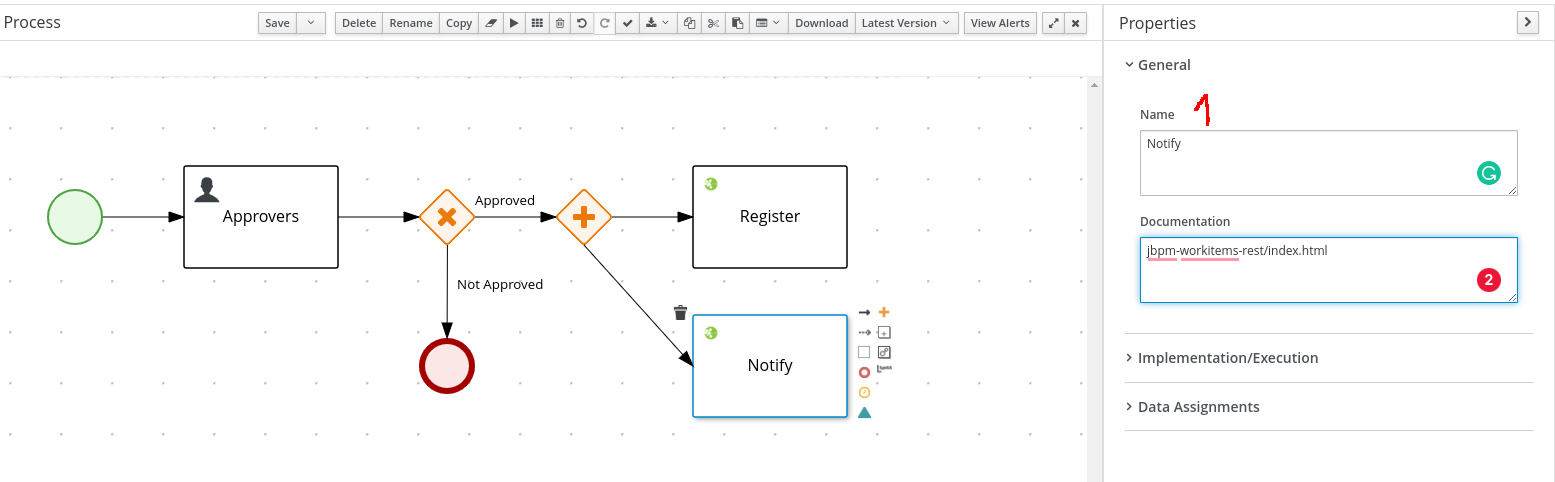 Process
Save
Delete
Rename
Copy
Download
Latest Version
View Alerts
Properties
General
1
Name
Notify
Documentation
jbpm-workitems-rest/index.html
2
Implementation/Execution
Data Assignments
Approvers
Approved
Register
Not Approved
Notify